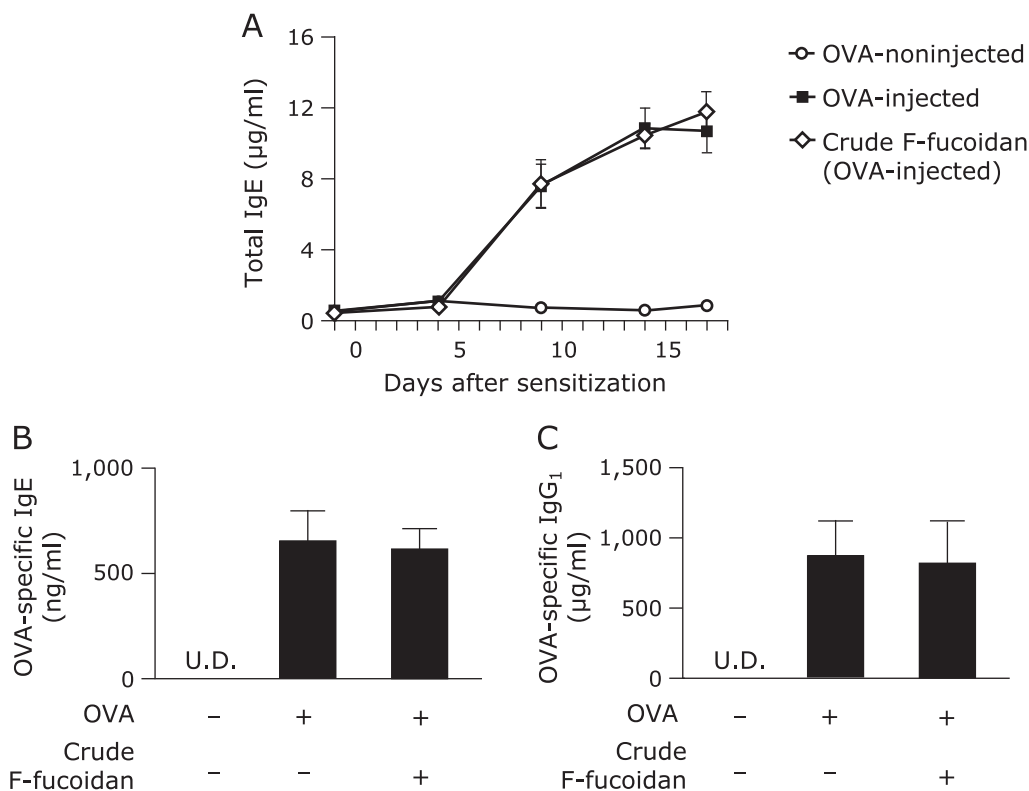 A
16
12
8
4
0
Total IgE (µg/ml)
0 5 10 15
Days after sensitization
OVA-noninjected
OVA-injected
Crude F-fucoidan
(OVA-injected)
B
1,000
500
0
OVA-specific IgE
(ng/ml)
U.D.
OVA – + +
Crude
F-fucoidan – – +
C
1,500
1,000
500
0
OVA-specific IgG₁
(µg/ml)
U.D.
OVA – + +
Crude
F-fucoidan – – +